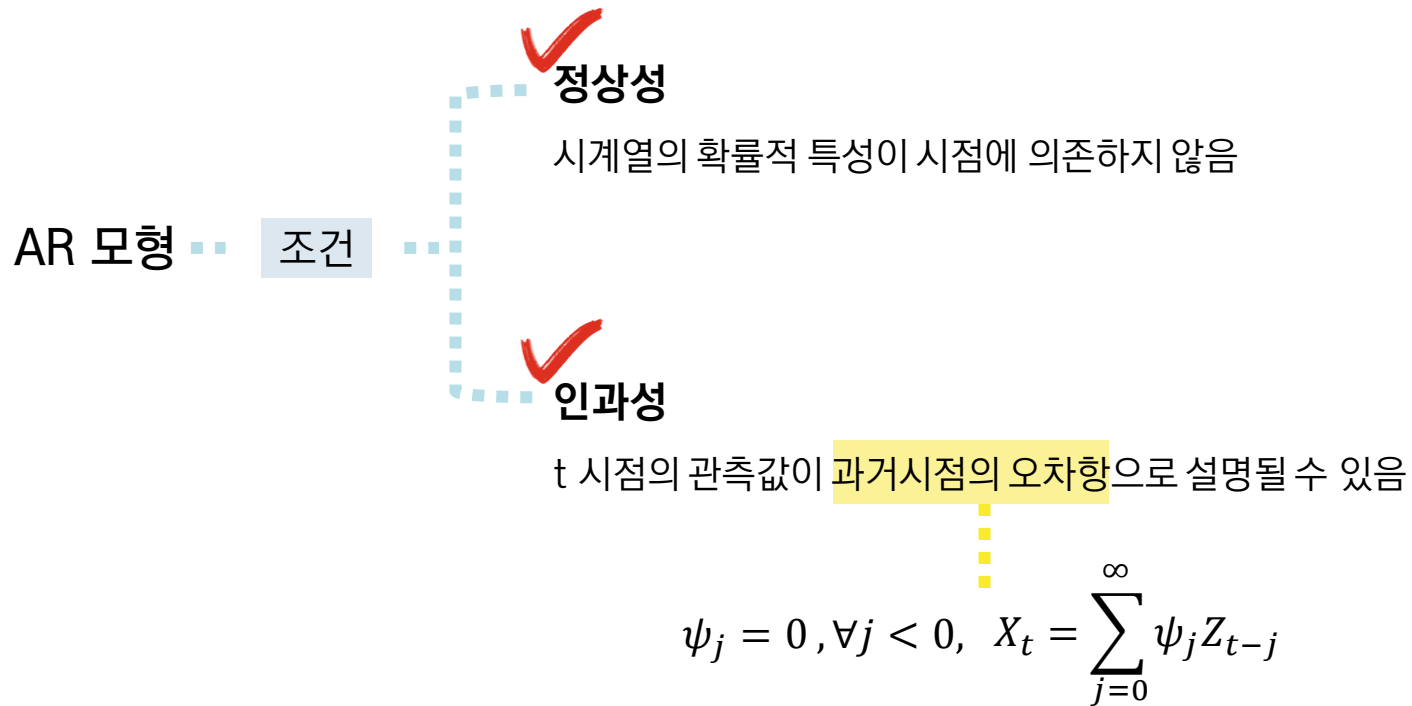 정상성
시계열의 확률적 특성이 시점에 의존하지 않음
AR 모형 조건
인과성
t 시점의 관측값이 과거시점의 오차항으로 설명될 수 있음
ψ_j = 0 , ∀j < 0, X_t = ∑_{j=0}^{∞} ψ_j Z_{t−j}